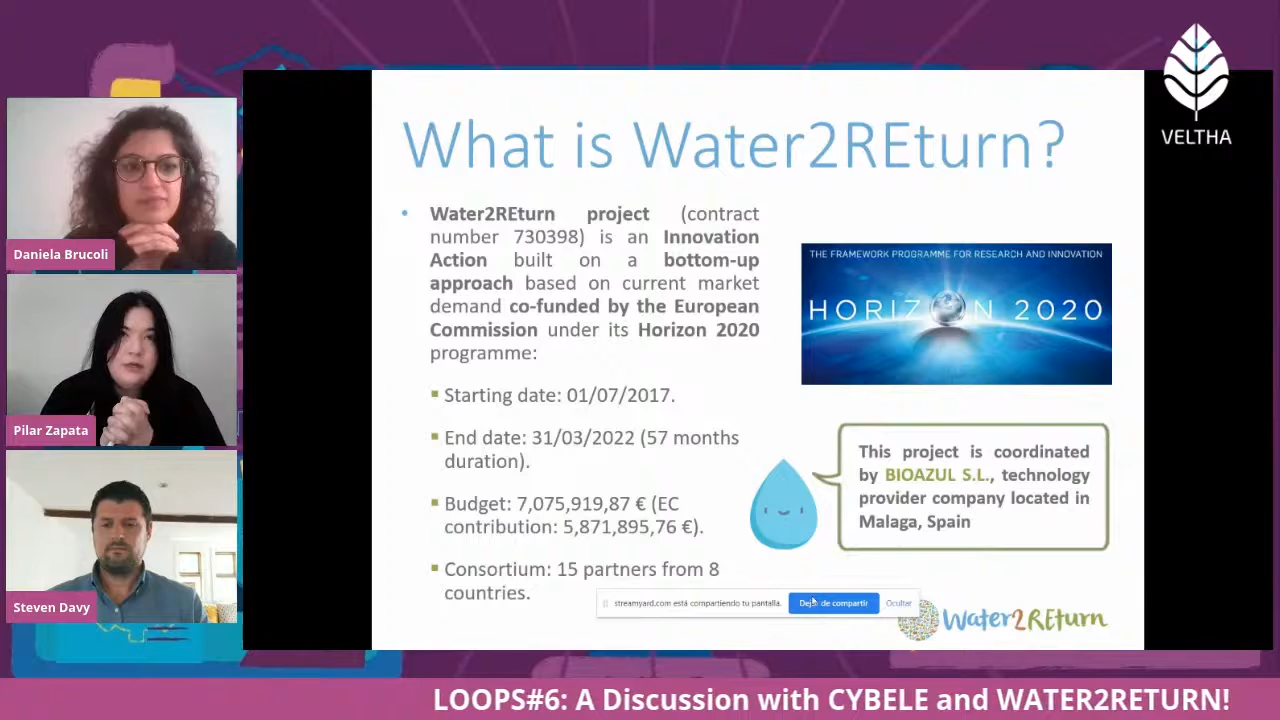 VELTHA
What is Water2REturn?
• Water2REturn project (contract
number 730398) is an Innovation
Action built on a bottom-up
approach based on current market
demand co-funded by the European
Commission under its Horizon 2020
programme:
▪ Starting date: 01/07/2017.
▪ End date: 31/03/2022 (57 months
duration).
▪ Budget: 7,075,919,87 € (EC
contribution: 5,871,895,76 €).
▪ Consortium: 15 partners from 8
countries.
THE FRAMEWORK PROGRAMME FOR RESEARCH AND INNOVATION
HORIZON 2020
This project is coordinated
by BIOAZUL S.L., technology
provider company located in
Malaga, Spain
streamyard.com está compartiendo tu pantalla.
Dejar de compartir
Ocultar
Water2REturn
Daniela Brucoli
Pilar Zapata
Steven Davy
LOOPS#6: A Discussion with CYBELE and WATER2RETURN!